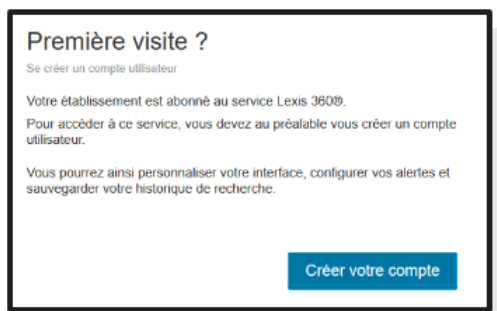 Première visite ?
Se créer un compte utilisateur
Votre établissement est abonné au service Lexis 360®.
Pour accéder à ce service, vous devez au préalable vous créer un compte
utilisateur.
Vous pourrez ainsi personnaliser votre interface, configurer vos alertes et
sauvegarder votre historique de recherche.
Créer votre compte